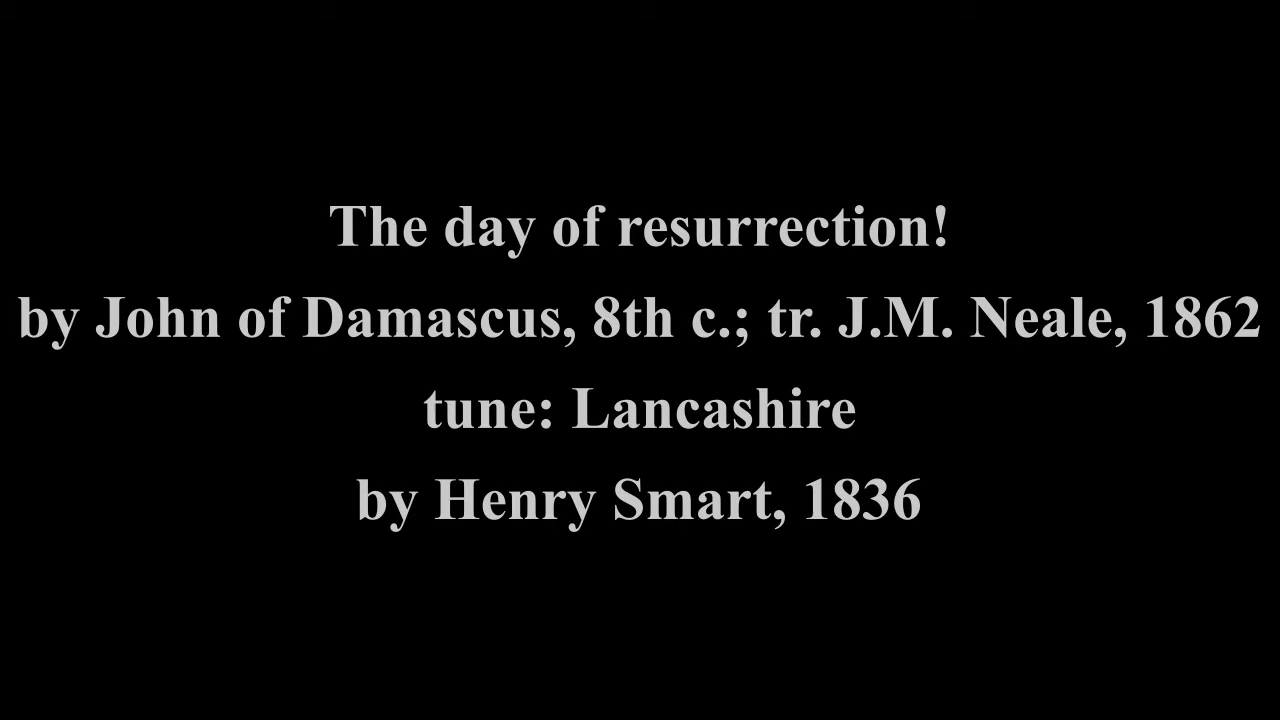 The day of resurrection!
by John of Damascus, 8th c.; tr. J.M. Neale, 1862
tune: Lancashire
by Henry Smart, 1836